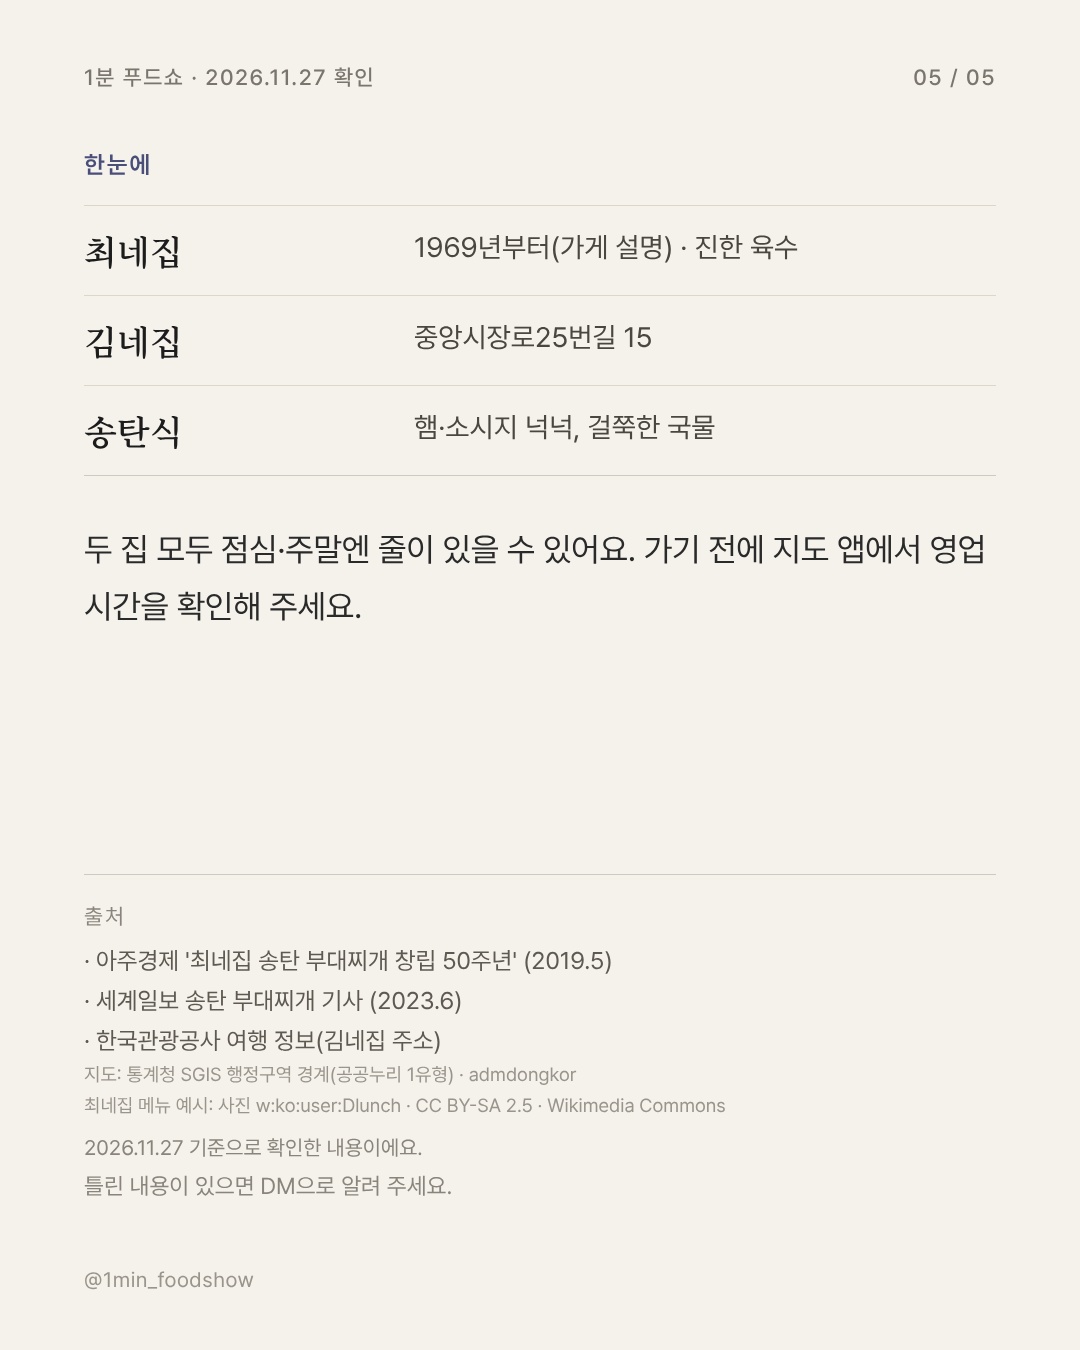 1분 푸드쇼 · 2026.11.27 확인
05 / 05
한눈에
최네집
1969년부터(가게 설명) · 진한 육수
김네집
중앙시장로25번길 15
송탄식
햄·소시지 넉넉, 걸쭉한 국물
두 집 모두 점심·주말엔 줄이 있을 수 있어요. 가기 전에 지도 앱에서 영업
시간을 확인해 주세요.
출처
· 아주경제 '최네집 송탄 부대찌개 창립 50주년' (2019.5)
· 세계일보 송탄 부대찌개 기사 (2023.6)
· 한국관광공사 여행 정보(김네집 주소)
지도: 통계청 SGIS 행정구역 경계(공공누리 1유형) · admdongkor
최네집 메뉴 예시: 사진 w:ko:user:Dlunch · CC BY-SA 2.5 · Wikimedia Commons
2026.11.27 기준으로 확인한 내용이에요.
틀린 내용이 있으면 DM으로 알려 주세요.
@1min_foodshow